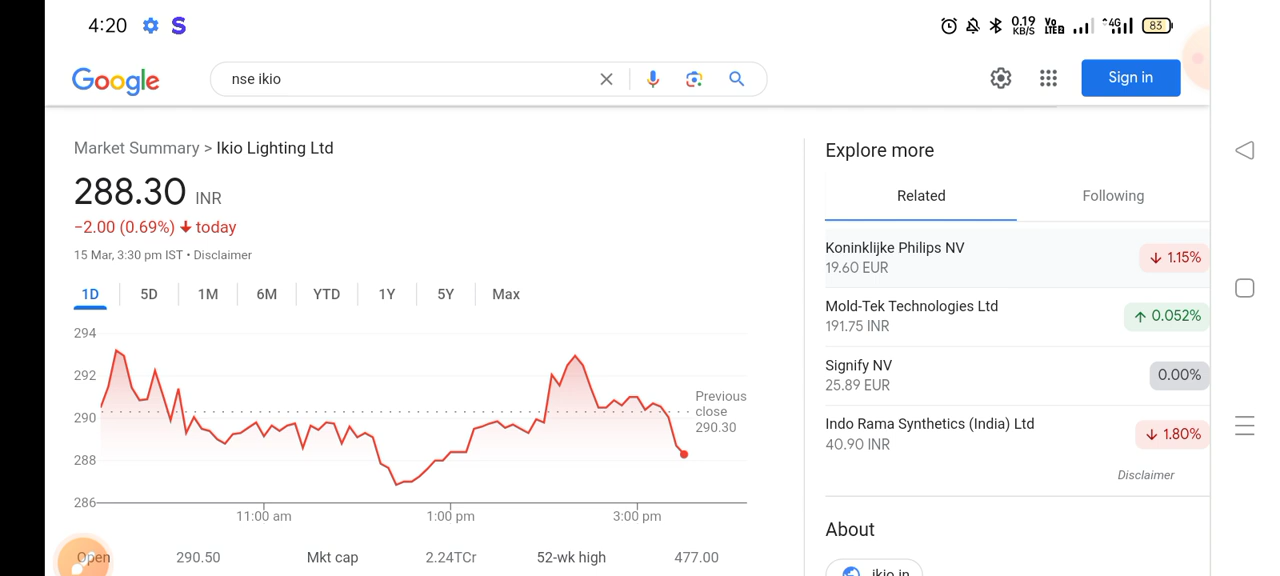 4:20 S 0.19 KB/S Vo LTE2 4G 83
Google nse ikio Sign in
Market Summary > Ikio Lighting Ltd
288.30 INR
−2.00 (0.69%) ↓ today
15 Mar, 3:30 pm IST • Disclaimer
1D 5D 1M 6M YTD 1Y 5Y Max
294
292
290
288
286
Previous
close
290.30
11:00 am 1:00 pm 3:00 pm
Open 290.50 Mkt cap 2.24TCr 52-wk high 477.00
Explore more
Related Following
Koninklijke Philips NV
19.60 EUR ↓ 1.15%
Mold-Tek Technologies Ltd
191.75 INR ↑ 0.052%
Signify NV
25.89 EUR 0.00%
Indo Rama Synthetics (India) Ltd
40.90 INR ↓ 1.80%
Disclaimer
About
ikio.in